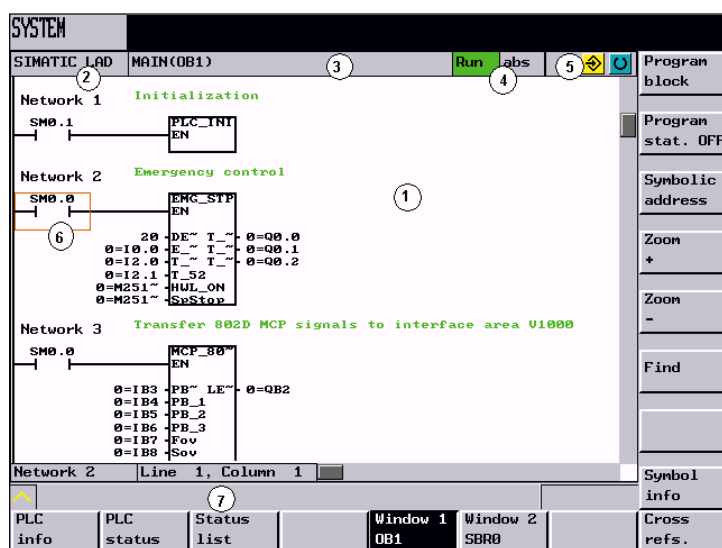 SYSTEM
SIMATIC LAD MAIN(OB1) Run abs
2 3 4 5
Program block
Program stat. OFF
Symbolic address
Zoom +
Zoom -
Find
Symbol info
Cross refs.
Network 1 Initialization
SM0.1 PLC_INI
EN
Network 2 Emergency control
SM0.0 EMG_STP
EN
1
6
20 DE~ T_~ 0=Q0.0
0=I0.0 E_~ T_~ 0=Q0.1
0=I2.0 T_~ T_~ 0=Q0.2
0=I2.1 T_52
0=M251~ HWL_ON
0=M251~ SpStop
Network 3 Transfer 802D MCP signals to interface area V1000
SM0.0 MCP_80~
EN
0=IB3 PB~ LE~ 0=QB2
0=IB4 PB_1
0=IB5 PB_2
0=IB6 PB_3
0=IB7 Fov
0=IB8 Sov
Network 2 Line 1, Column 1
7
PLC info
PLC status
Status list
Window 1 OB1
Window 2 SBR0